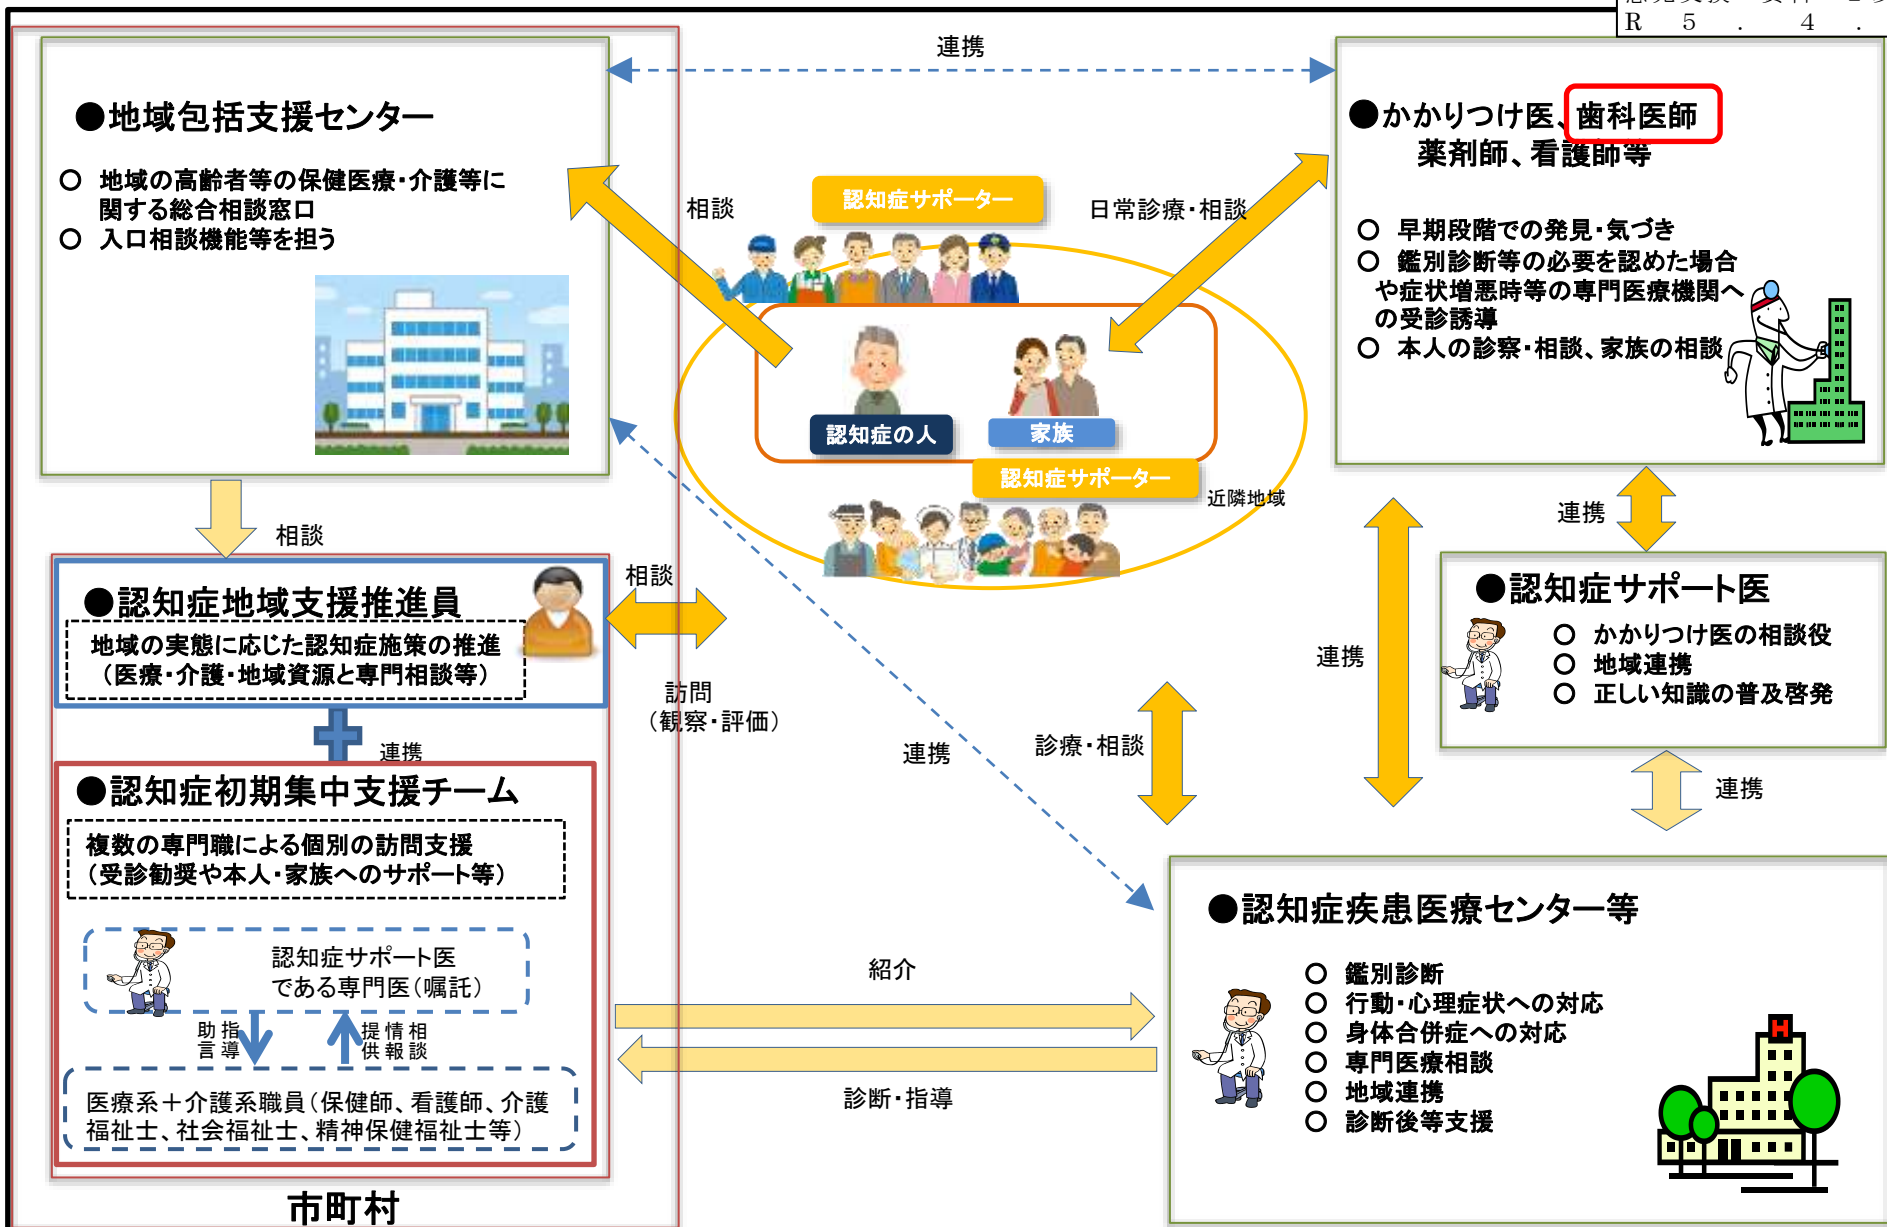 R 5 . 4 .
連携
●地域包括支援センター
○ 地域の高齢者等の保健医療・介護等に
関する総合相談窓口
○ 入口相談機能等を担う
相談
認知症サポーター
日常診療・相談
●かかりつけ医、歯科医師
薬剤師、看護師等
○ 早期段階での発見・気づき
○ 鑑別診断等の必要を認めた場合
や症状増悪時等の専門医療機関へ
の受診誘導
○ 本人の診察・相談、家族の相談
認知症の人
家族
認知症サポーター
近隣地域
相談
連携
連携
●認知症地域支援推進員
地域の実態に応じた認知症施策の推進
（医療・介護・地域資源と専門相談等）
相談
訪問
（観察・評価）
連携
●認知症サポート医
○ かかりつけ医の相談役
○ 地域連携
○ 正しい知識の普及啓発
連携
診療・相談
連携
●認知症初期集中支援チーム
複数の専門職による個別の訪問支援
（受診勧奨や本人・家族へのサポート等）
認知症サポート医
である専門医（嘱託）
指導
助言
相談
情報
提供
医療系＋介護系職員（保健師、看護師、介護
福祉士、社会福祉士、精神保健福祉士等）
市町村
紹介
診断・指導
●認知症疾患医療センター等
○ 鑑別診断
○ 行動・心理症状への対応
○ 身体合併症への対応
○ 専門医療相談
○ 地域連携
○ 診断後等支援
H